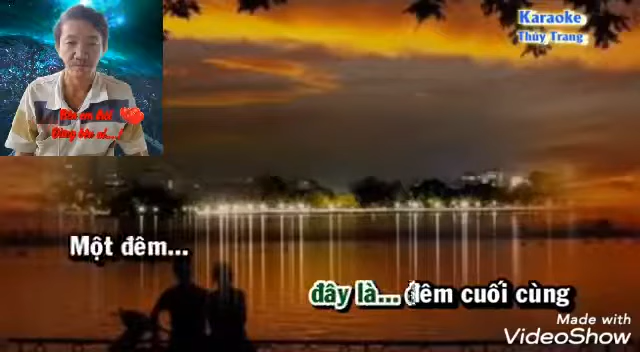 Karaoke
Thùy Trang
Một đêm...
đây là... đêm cuối cùng
Made with
VideoShow